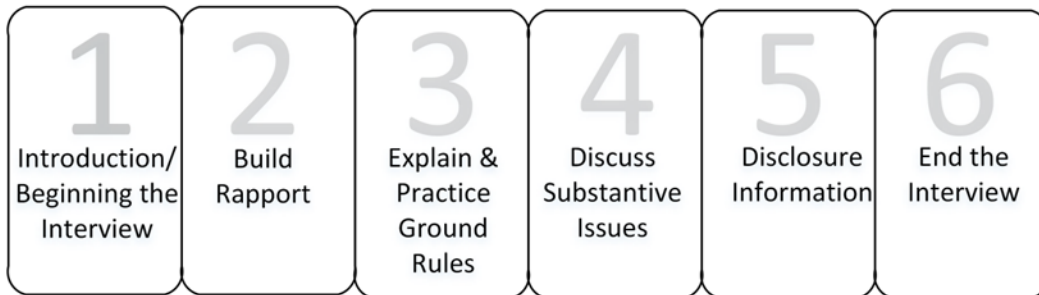 1
Introduction/
Beginning the
Interview
2
Build
Rapport
3
Explain &
Practice
Ground
Rules
4
Discuss
Substantive
Issues
5
Disclosure
Information
6
End the
Interview